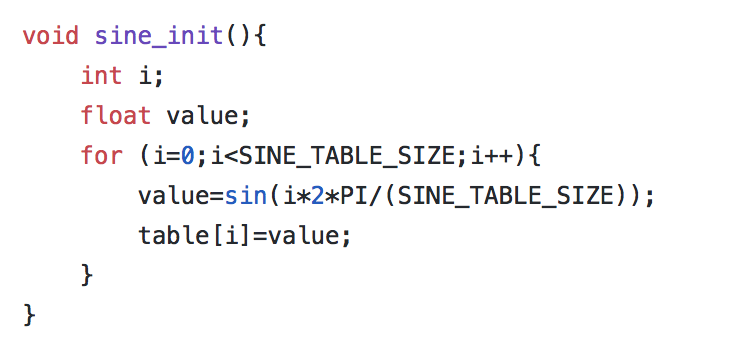 void sine_init(){
    int i;
    float value;
    for (i=0;i<SINE_TABLE_SIZE;i++){
        value=sin(i*2*PI/(SINE_TABLE_SIZE));
        table[i]=value;
    }
}